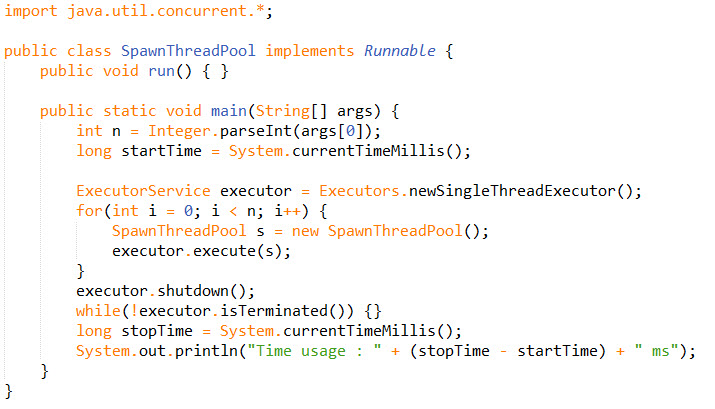 import java.util.concurrent.*;

public class SpawnThreadPool implements Runnable {
    public void run() { }

    public static void main(String[] args) {
        int n = Integer.parseInt(args[0]);
        long startTime = System.currentTimeMillis();

        ExecutorService executor = Executors.newSingleThreadExecutor();
        for(int i = 0; i < n; i++) {
            SpawnThreadPool s = new SpawnThreadPool();
            executor.execute(s);
        }
        executor.shutdown();
        while(!executor.isTerminated()) {}
        long stopTime = System.currentTimeMillis();
        System.out.println("Time usage : " + (stopTime - startTime) + " ms");
    }
}